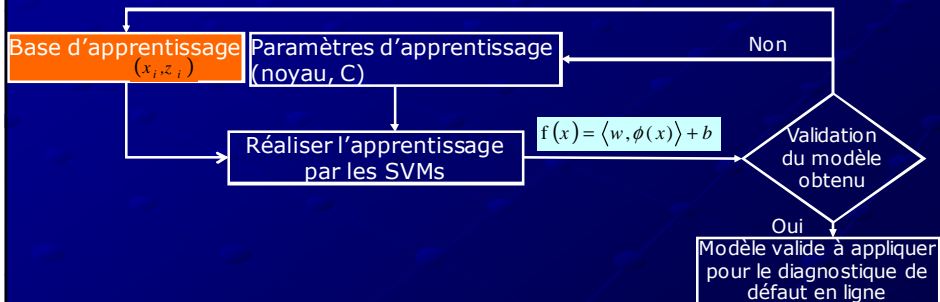 Base d'apprentissage
(x_i, z_i)
Paramètres d'apprentissage
(noyau, C)
Non
Réaliser l'apprentissage
par les SVMs
f(x) = ⟨w, ϕ(x)⟩ + b
Validation
du modèle
obtenu
Oui
Modèle valide à appliquer
pour le diagnostique de
défaut en ligne